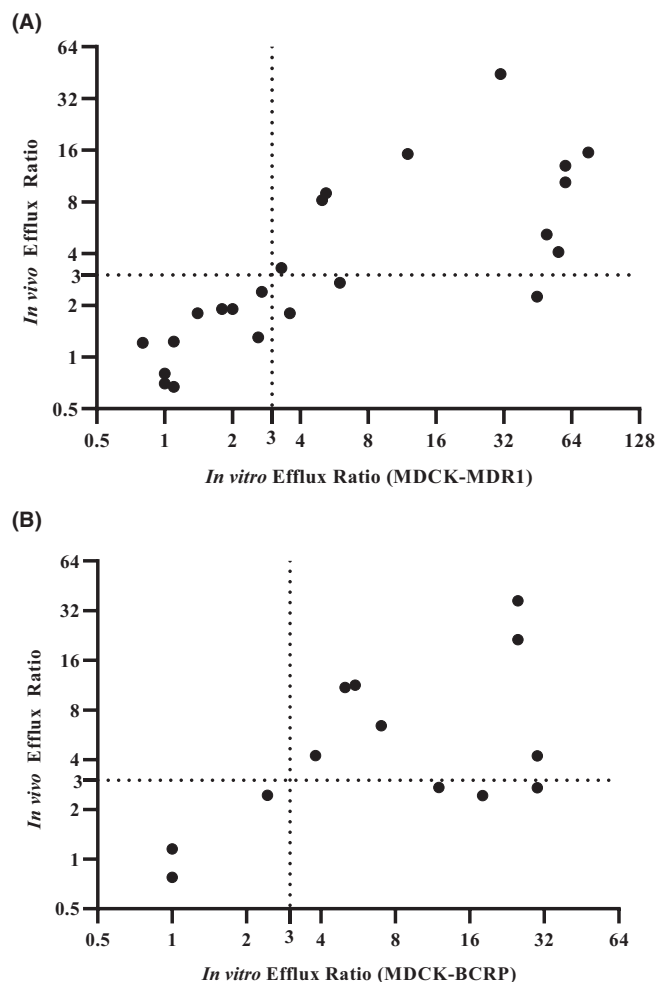 (A)
64
32
16
8
4
3
2
1
0.5
In vivo Efflux Ratio
0.5 1 2 3 4 8 16 32 64 128
In vitro Efflux Ratio (MDCK-MDR1)
(B)
64
32
16
8
4
3
2
1
0.5
In vivo Efflux Ratio
0.5 1 2 3 4 8 16 32 64
In vitro Efflux Ratio (MDCK-BCRP)